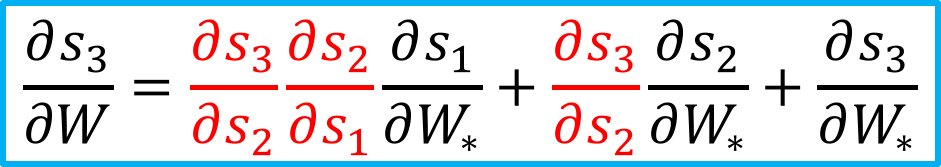 ∂s₃/∂W = ∂s₃/∂s₂ ∂s₂/∂s₁ ∂s₁/∂W* + ∂s₃/∂s₂ ∂s₂/∂W* + ∂s₃/∂W*